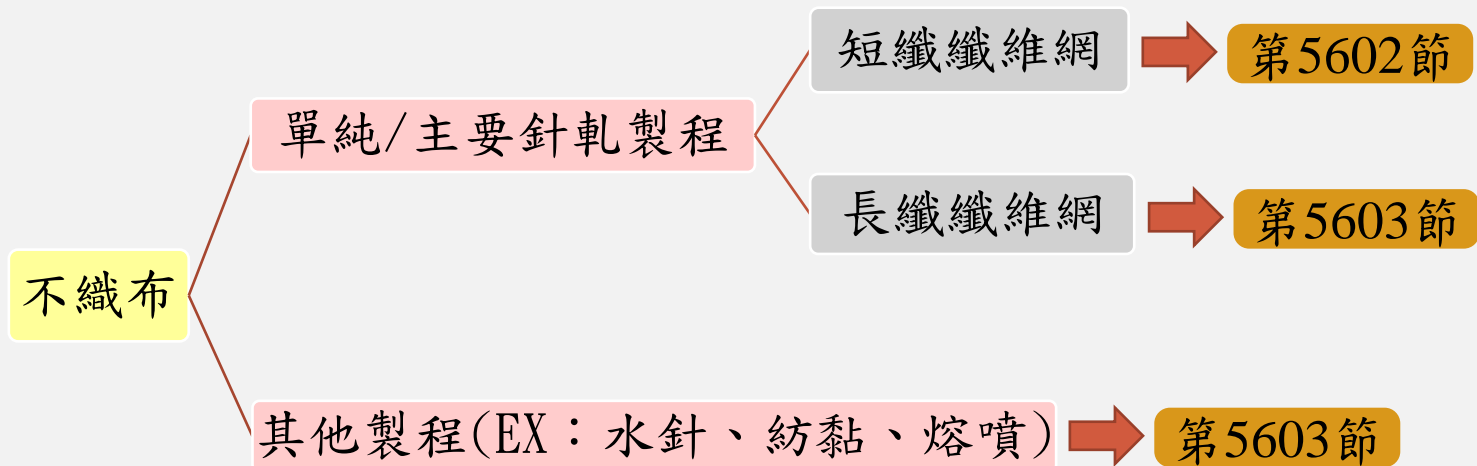 短纖纖維網
第5602節
單純/主要針軋製程
長纖纖維網
第5603節
不織布
其他製程(EX：水針、紡黏、熔噴)
第5603節